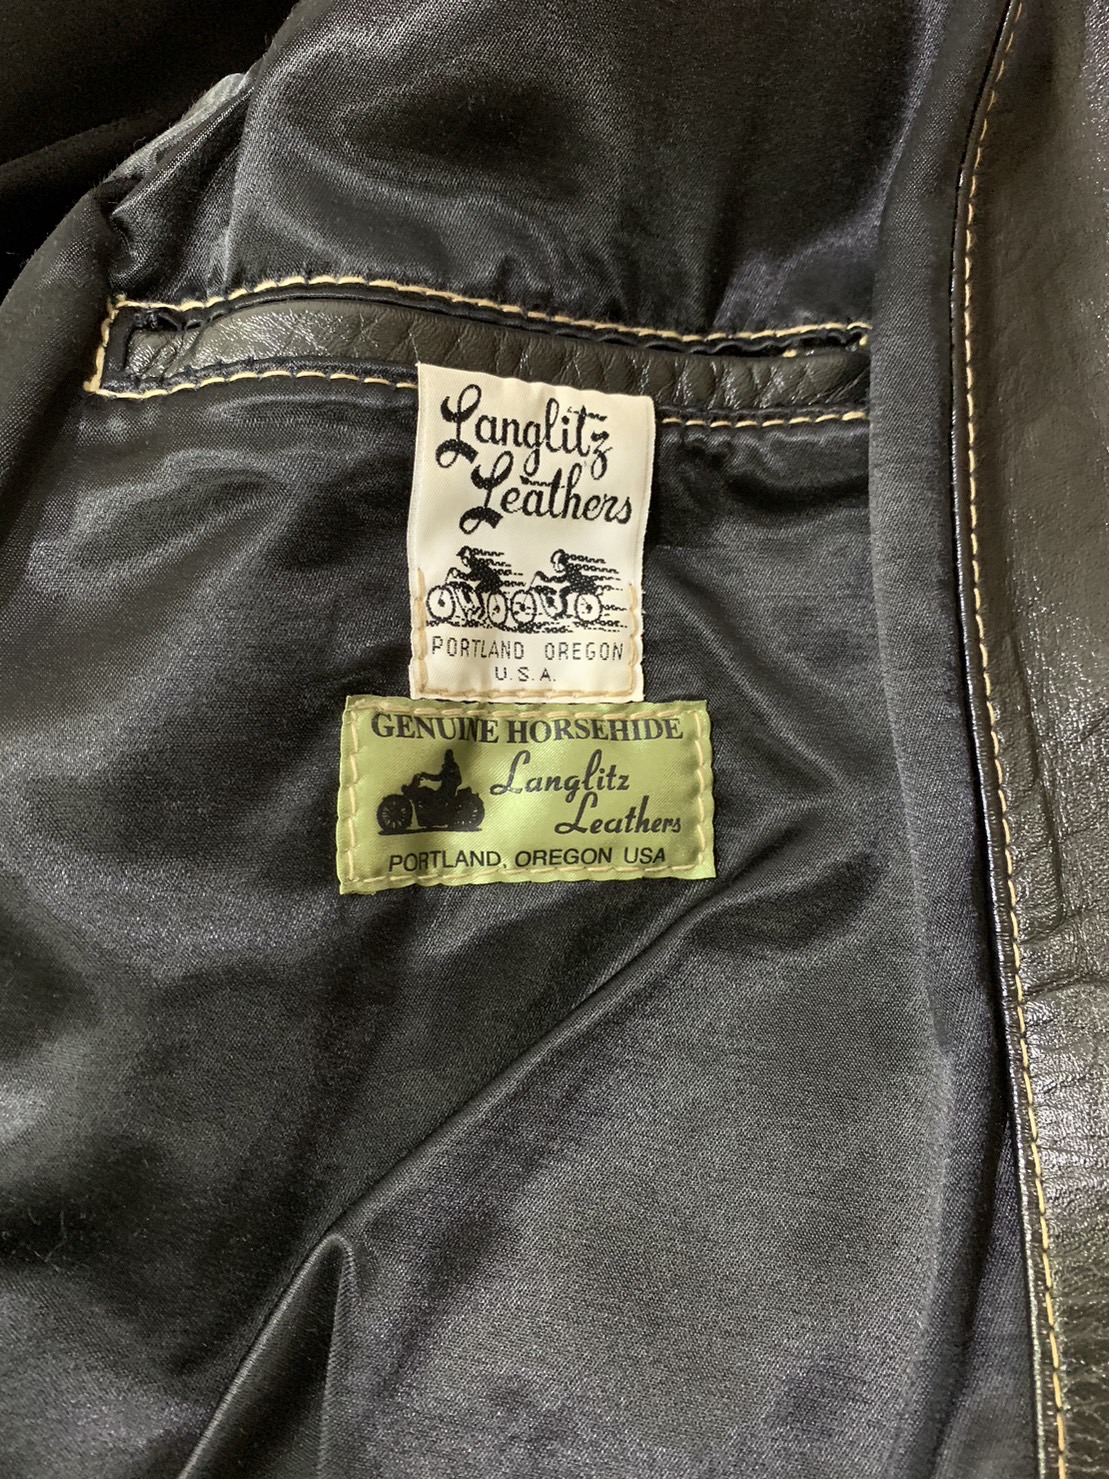 Langlitz
Leathers
PORTLAND OREGON
U.S.A.
GENUINE HORSEHIDE
Langlitz
Leathers
PORTLAND, OREGON USA